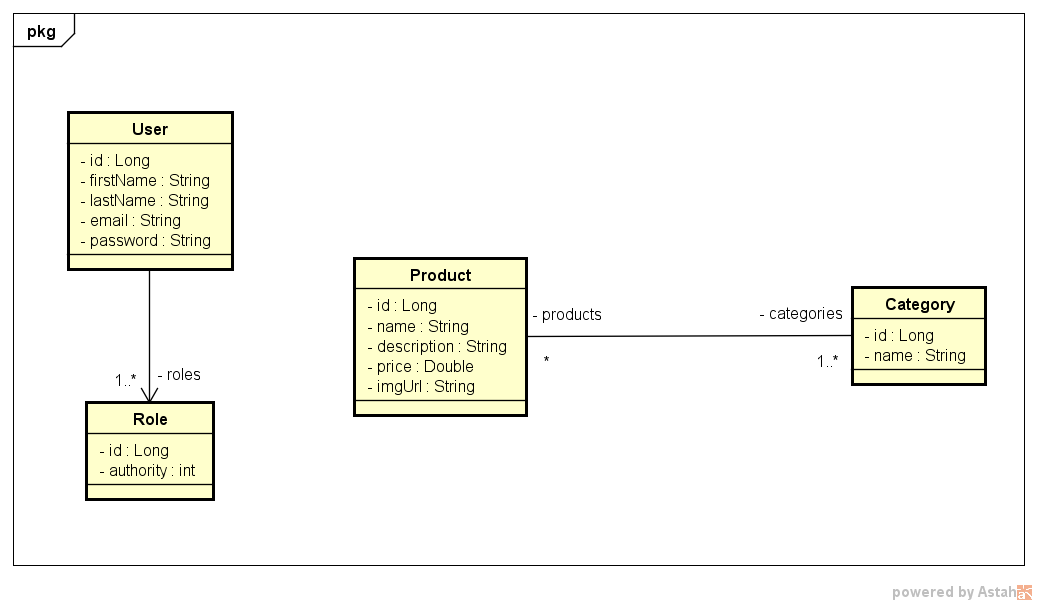 pkg
User
- id : Long
- firstName : String
- lastName : String
- email : String
- password : String
1..*
- roles
Role
- id : Long
- authority : int
Product
- id : Long
- name : String
- description : String
- price : Double
- imgUrl : String
- products
*
- categories
1..*
Category
- id : Long
- name : String
powered by Astah